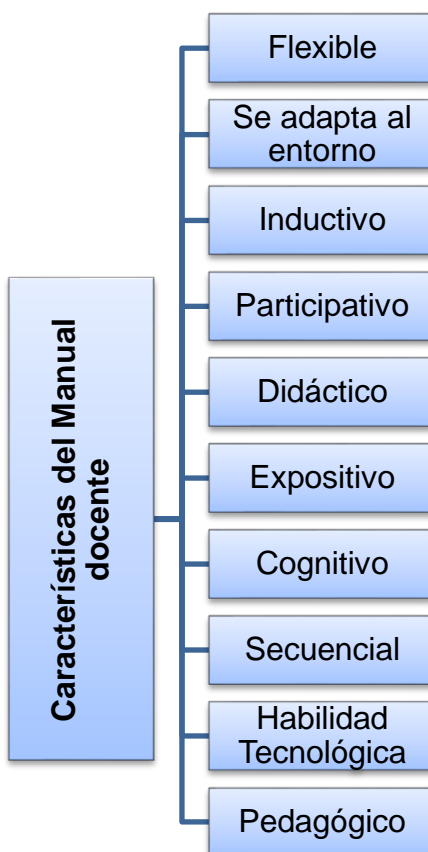 Características del Manual
docente
Flexible
Se adapta al
entorno
Inductivo
Participativo
Didáctico
Expositivo
Cognitivo
Secuencial
Habilidad
Tecnológica
Pedagógico